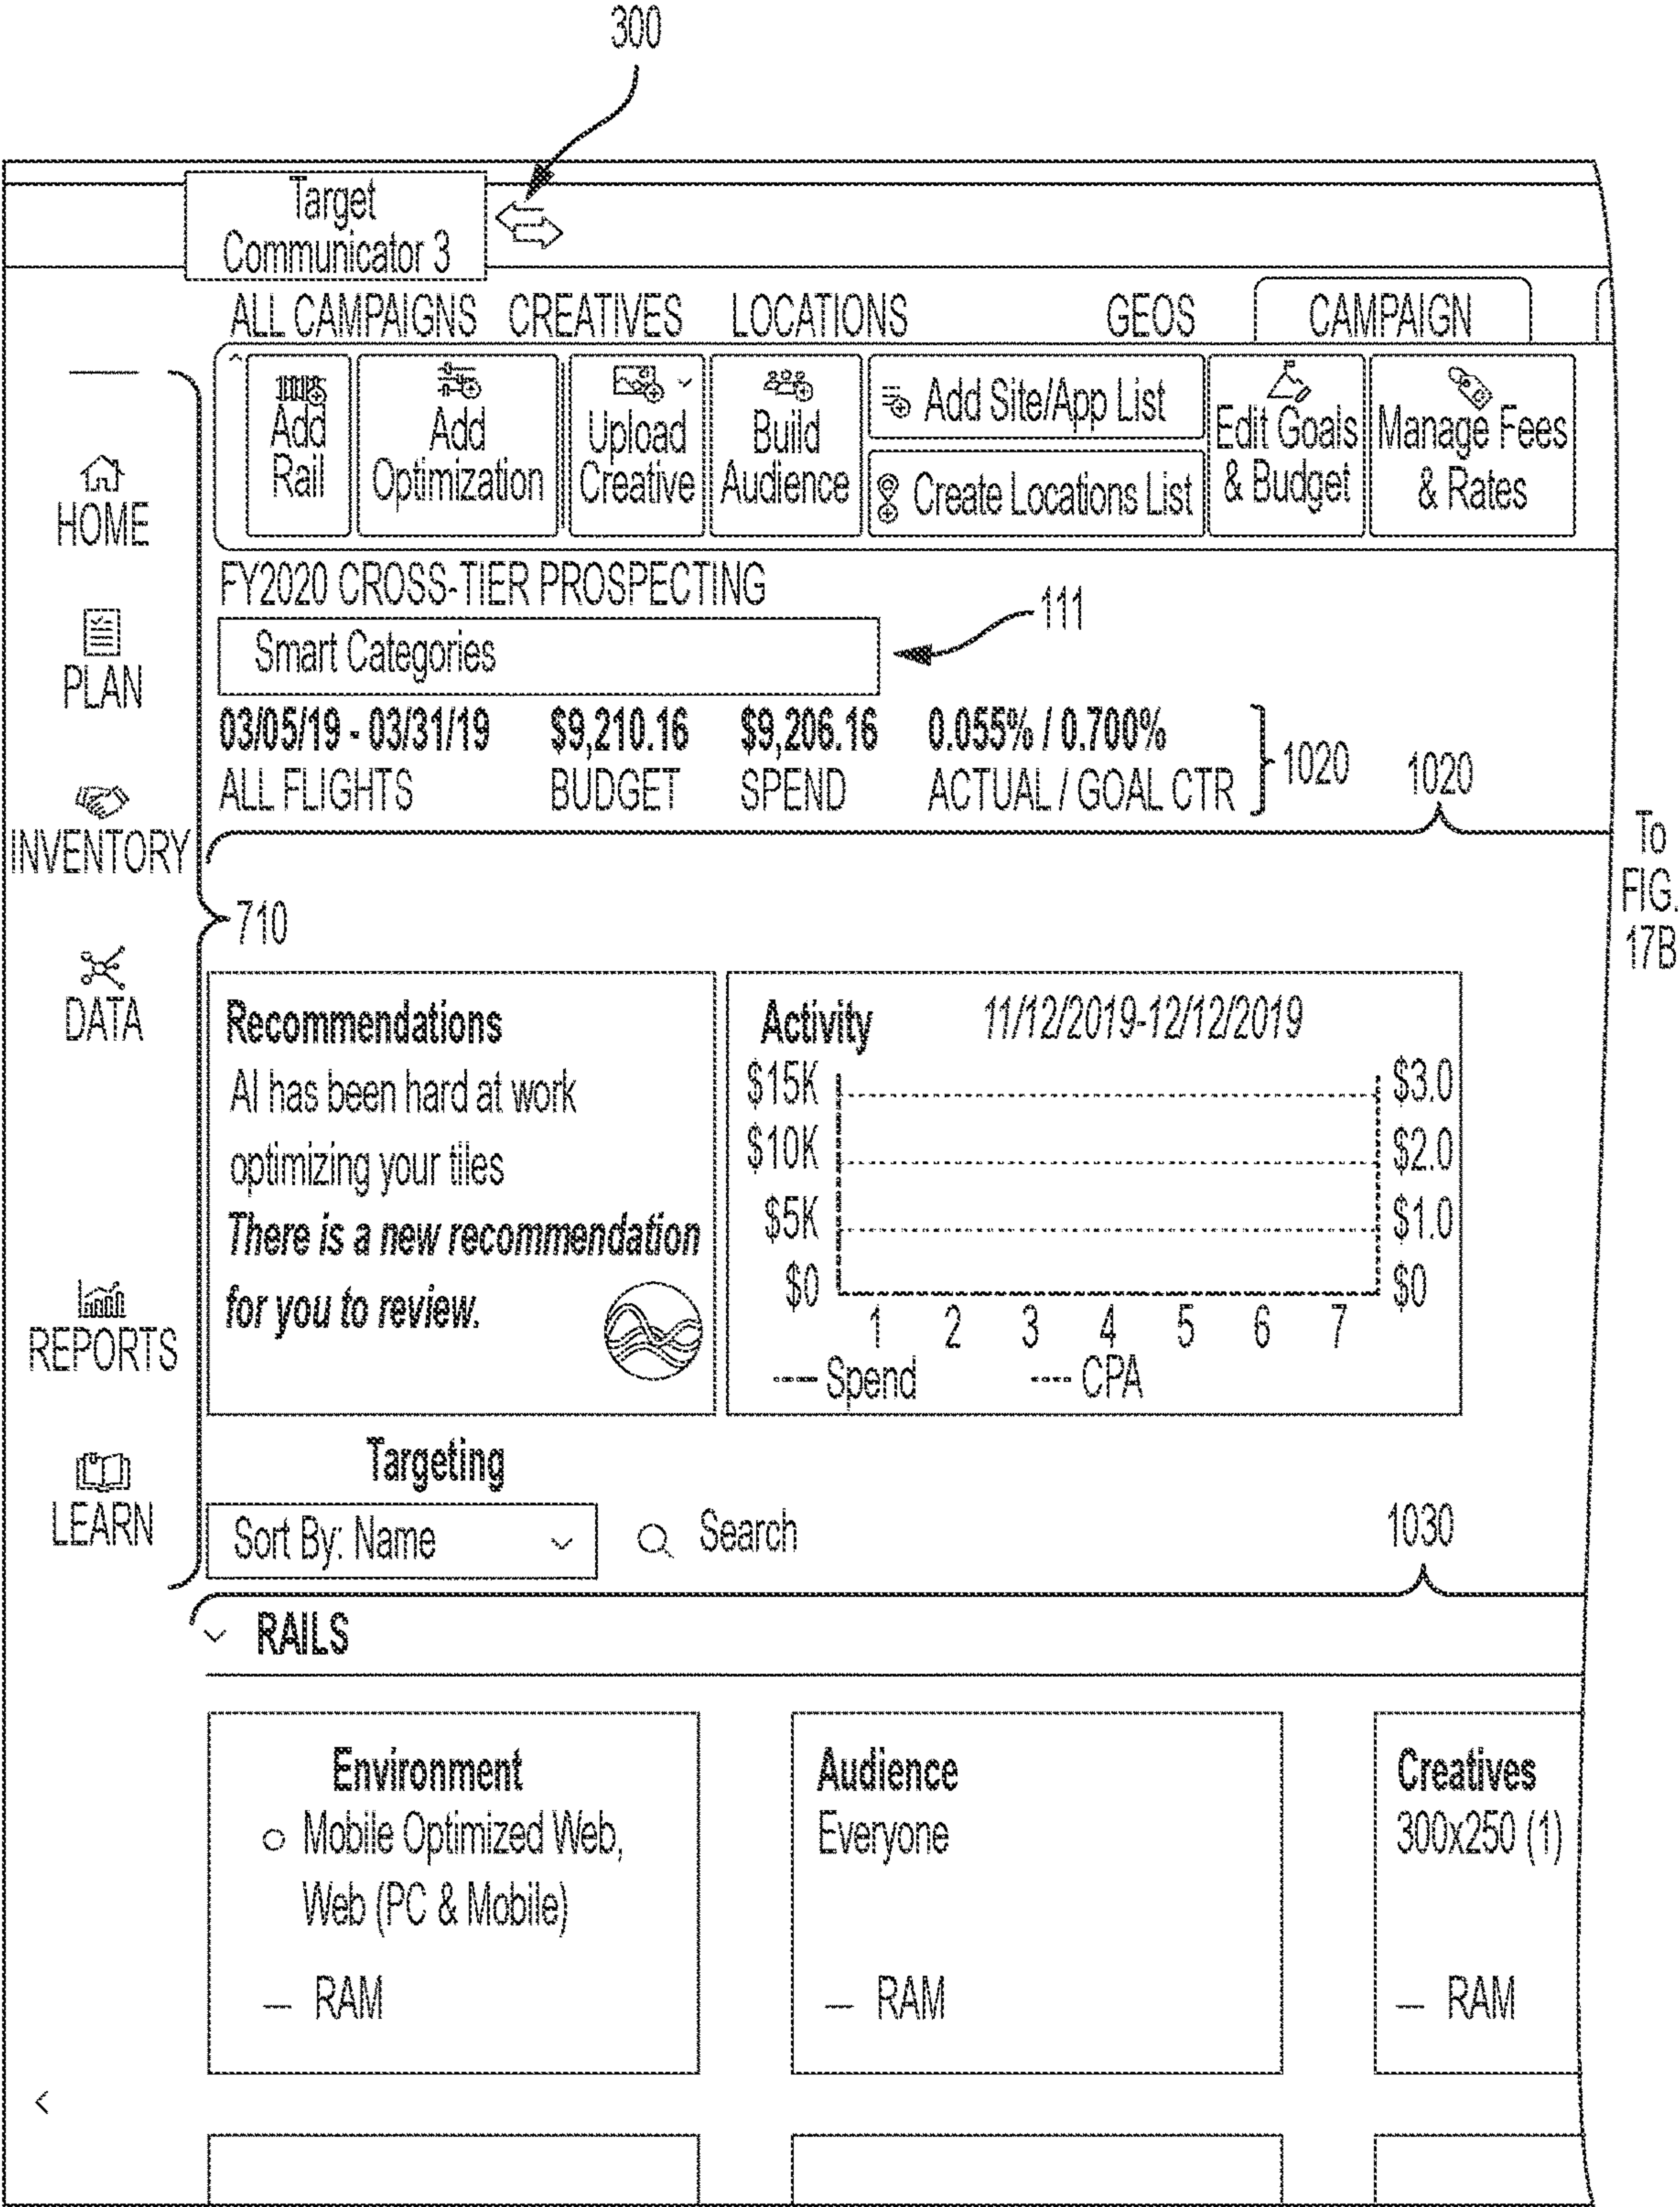 300
Target
Communicator 3
ALL CAMPAIGNS CREATIVES LOCATIONS GEOS CAMPAIGN
Add
Rail
Add
Optimization
Upload
Creative
Build
Audience
Add Site/App List
Create Locations List
Edit Goals
& Budget
Manage Fees
& Rates
HOME
PLAN
INVENTORY
DATA
REPORTS
LEARN
710
FY2020 CROSS-TIER PROSPECTING
Smart Categories
111
03/05/19 - 03/31/19 $9,210.16 $9,206.16 0.055% / 0.700%
ALL FLIGHTS BUDGET SPEND ACTUAL / GOAL CTR
1020
1020
To
FIG.
17B
Recommendations
AI has been hard at work
optimizing your tiles
There is a new recommendation
for you to review.
Activity 11/12/2019-12/12/2019
$15K $3.0
$10K $2.0
$5K $1.0
$0 $0
1 2 3 4 5 6 7
Spend CPA
Targeting
Sort By: Name Search
1030
RAILS
Environment
Mobile Optimized Web,
Web (PC & Mobile)
RAM
Audience
Everyone
RAM
Creatives
300x250 (1)
RAM